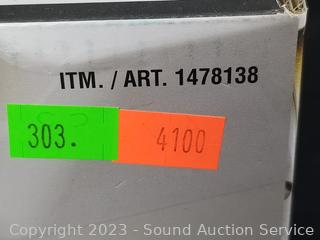 ITM. / ART. 1478138
303.
4100
Copyright © 2023 - Sound Auction Service